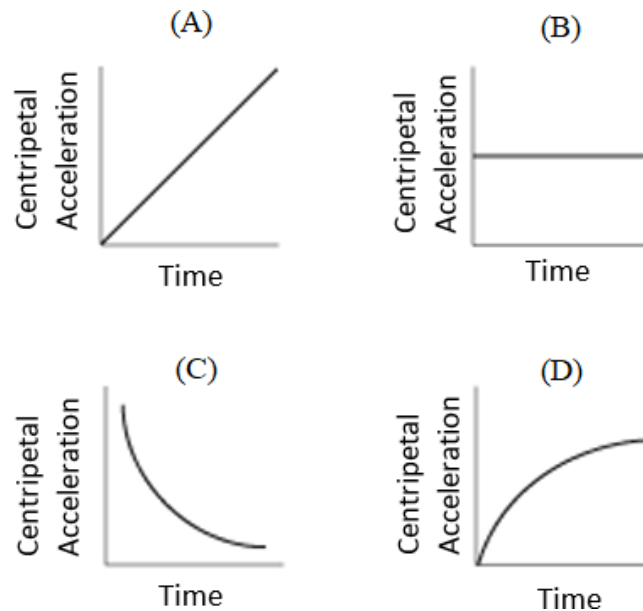 (A)
Centripetal
Acceleration
Time
(B)
Centripetal
Acceleration
Time
(C)
Centripetal
Acceleration
Time
(D)
Centripetal
Acceleration
Time